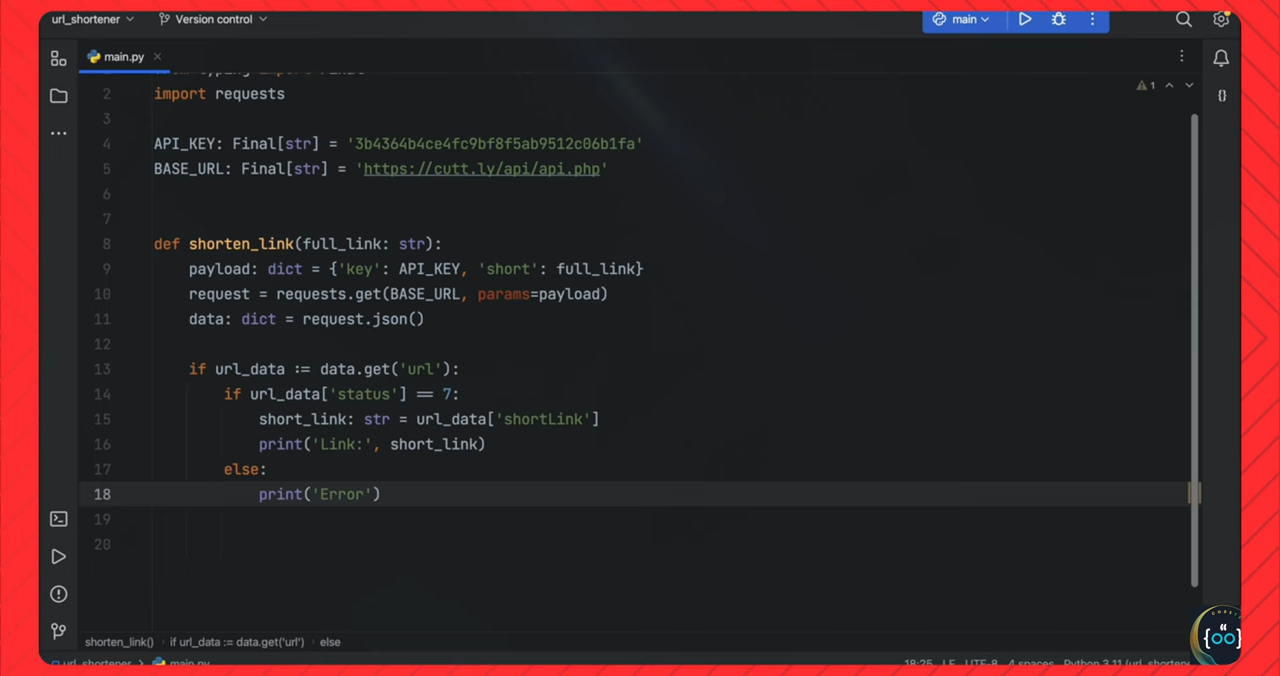 url_shortener
Version control
main
main.py
import requests
1
2
3
4
5
6
7
8
9
10
11
12
13
14
15
16
17
18
19
20
API_KEY: Final[str] = '3b4364b4ce4fc9bf8f5ab9512c06b1fa'
BASE_URL: Final[str] = 'https://cutt.ly/api/api.php'
def shorten_link(full_link: str):
payload: dict = {'key': API_KEY, 'short': full_link}
request = requests.get(BASE_URL, params=payload)
data: dict = request.json()
if url_data := data.get('url'):
if url_data['status'] == 7:
short_link: str = url_data['shortLink']
print('Link:', short_link)
else:
print('Error')
shorten_link() › if url_data := data.get('url') › else
url_shortener › main.py
18:25 LF UTF-8 4 spaces Python 3.11